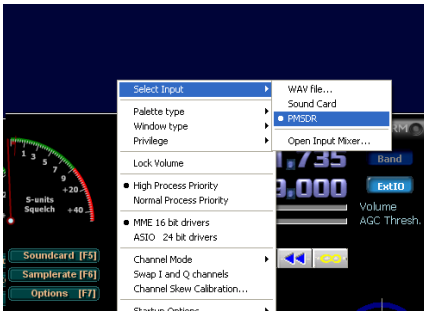 Select Input
WAV file...
Sound Card
PMSDR
Open Input Mixer...
Palette type
Window type
Privilege
Lock Volume
High Process Priority
Normal Process Priority
MME 16 bit drivers
ASIO 24 bit drivers
Channel Mode
Swap I and Q channels
Channel Skew Calibration...
Startup Options
1 3 5 7 9 +20 +40
S-units
Squelch
Soundcard [F5]
Samplerate [F6]
Options [F7]
RM
.735
Band
.000
ExtIO
Volume
AGC Thresh.